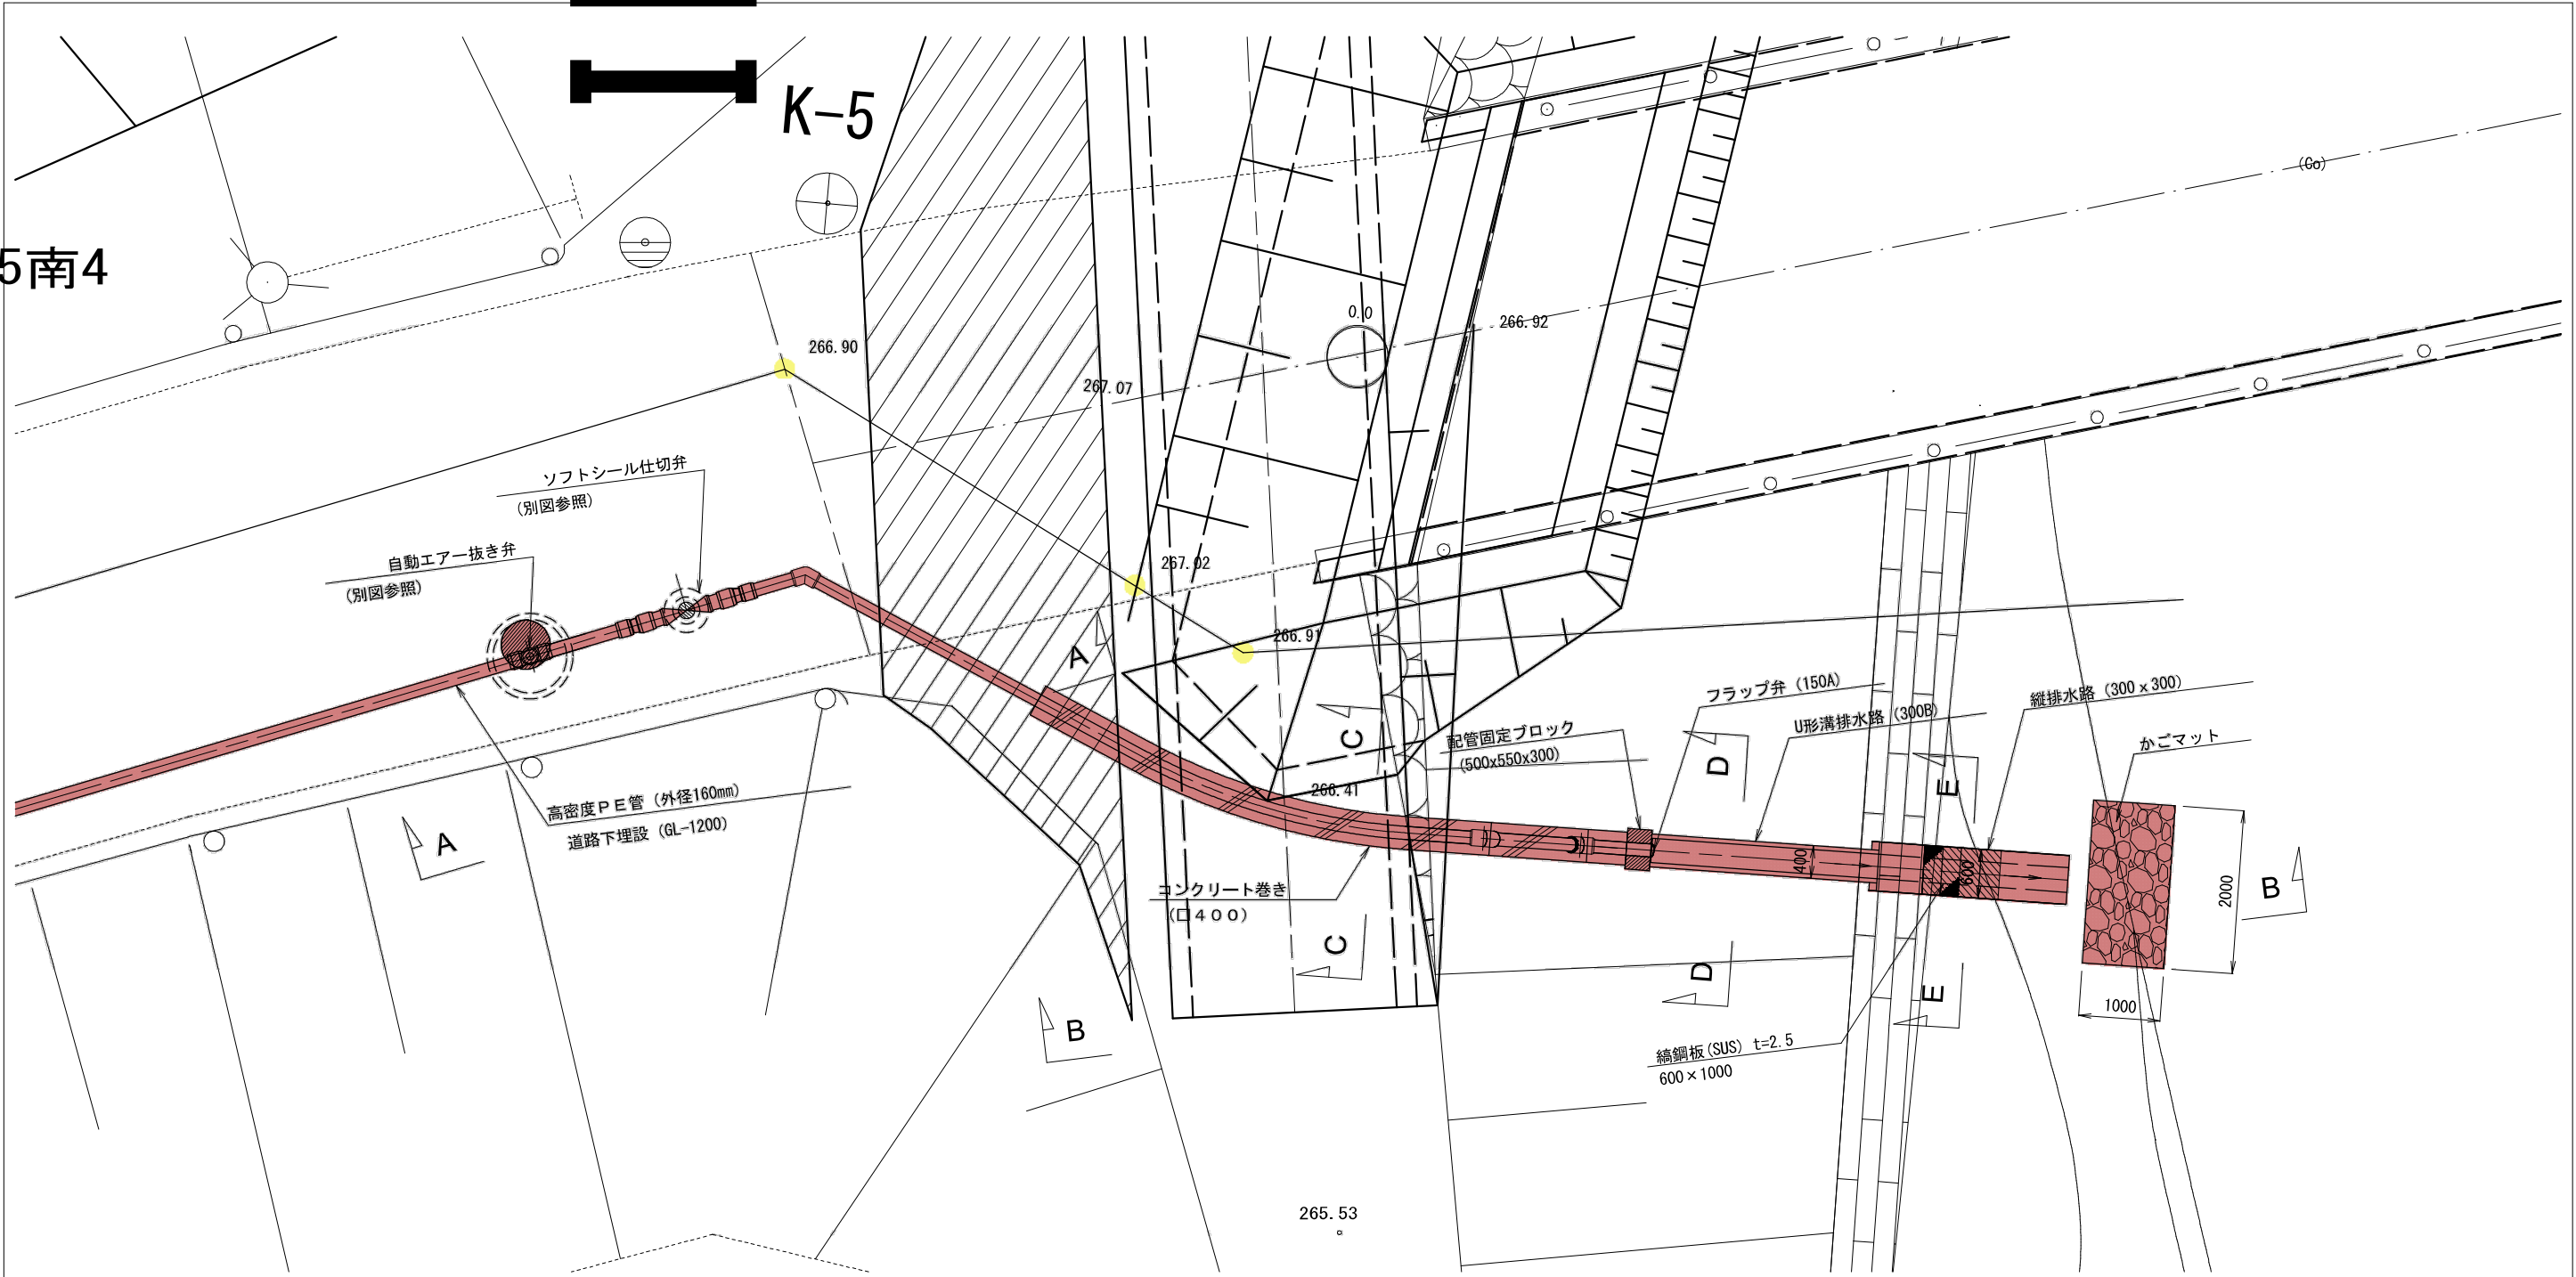 K-5
5南4
(Co)
0.0
266.92
266.90
267.07
ソフトシール仕切弁
(別図参照)
自動エアー抜き弁
(別図参照)
267.02
266.91
A
フラップ弁 (150A)
縦排水路 (300x300)
U形溝排水路 (300B)
配管固定ブロック
(500x550x300)
かごマット
C
D
E
高密度PE管 (外径160mm)
道路下埋設 (GL-1200)
266.41
A
400
600
2000
B
コンクリート巻き
(口400)
C
D
E
1000
B
縞鋼板(SUS) t=2.5
600×1000
265.53